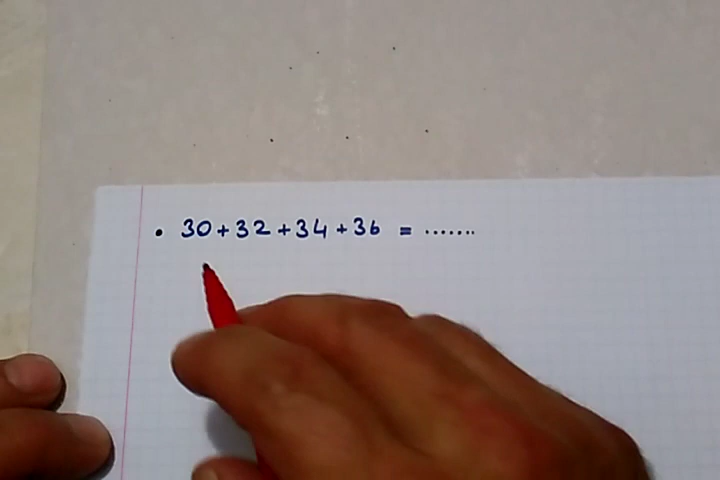 • 30 + 32 + 34 + 36 = .......